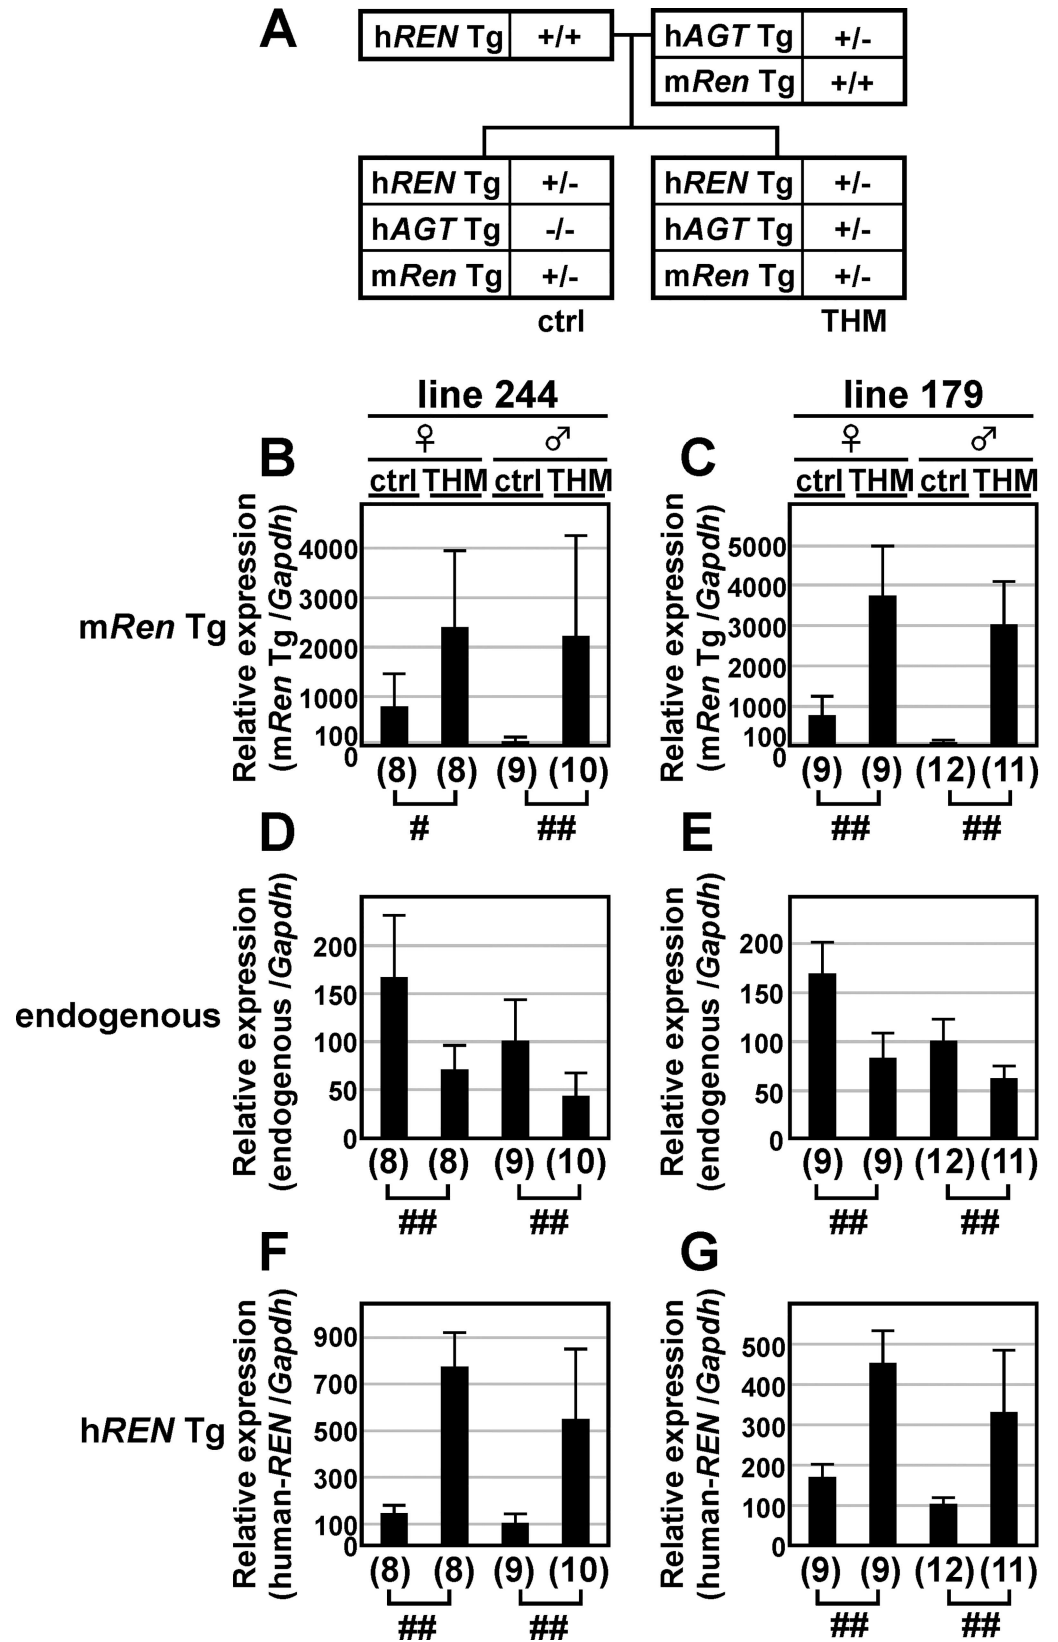 A
hREN Tg +/+
hAGT Tg +/-
mRen Tg +/+
hREN Tg +/-
hAGT Tg -/-
mRen Tg +/-
ctrl
hREN Tg +/-
hAGT Tg +/-
mRen Tg +/-
THM
line 244
♀ ♂
ctrl THM ctrl THM
line 179
♀ ♂
ctrl THM ctrl THM
mRen Tg
B
Relative expression
(mRen Tg /Gapdh)
4000
3000
2000
1000
100
0
(8) (8) (9) (10)
# ##
C
Relative expression
(mRen Tg /Gapdh)
5000
4000
3000
2000
1000
100
0
(9) (9) (12) (11)
## ##
endogenous
D
Relative expression
(endogenous /Gapdh)
200
150
100
50
0
(8) (8) (9) (10)
## ##
E
Relative expression
(endogenous /Gapdh)
200
150
100
50
0
(9) (9) (12) (11)
## ##
hREN Tg
F
Relative expression
(human-REN /Gapdh)
900
700
500
300
100
0
(8) (8) (9) (10)
## ##
G
Relative expression
(human-REN /Gapdh)
500
400
300
200
100
0
(9) (9) (12) (11)
## ##